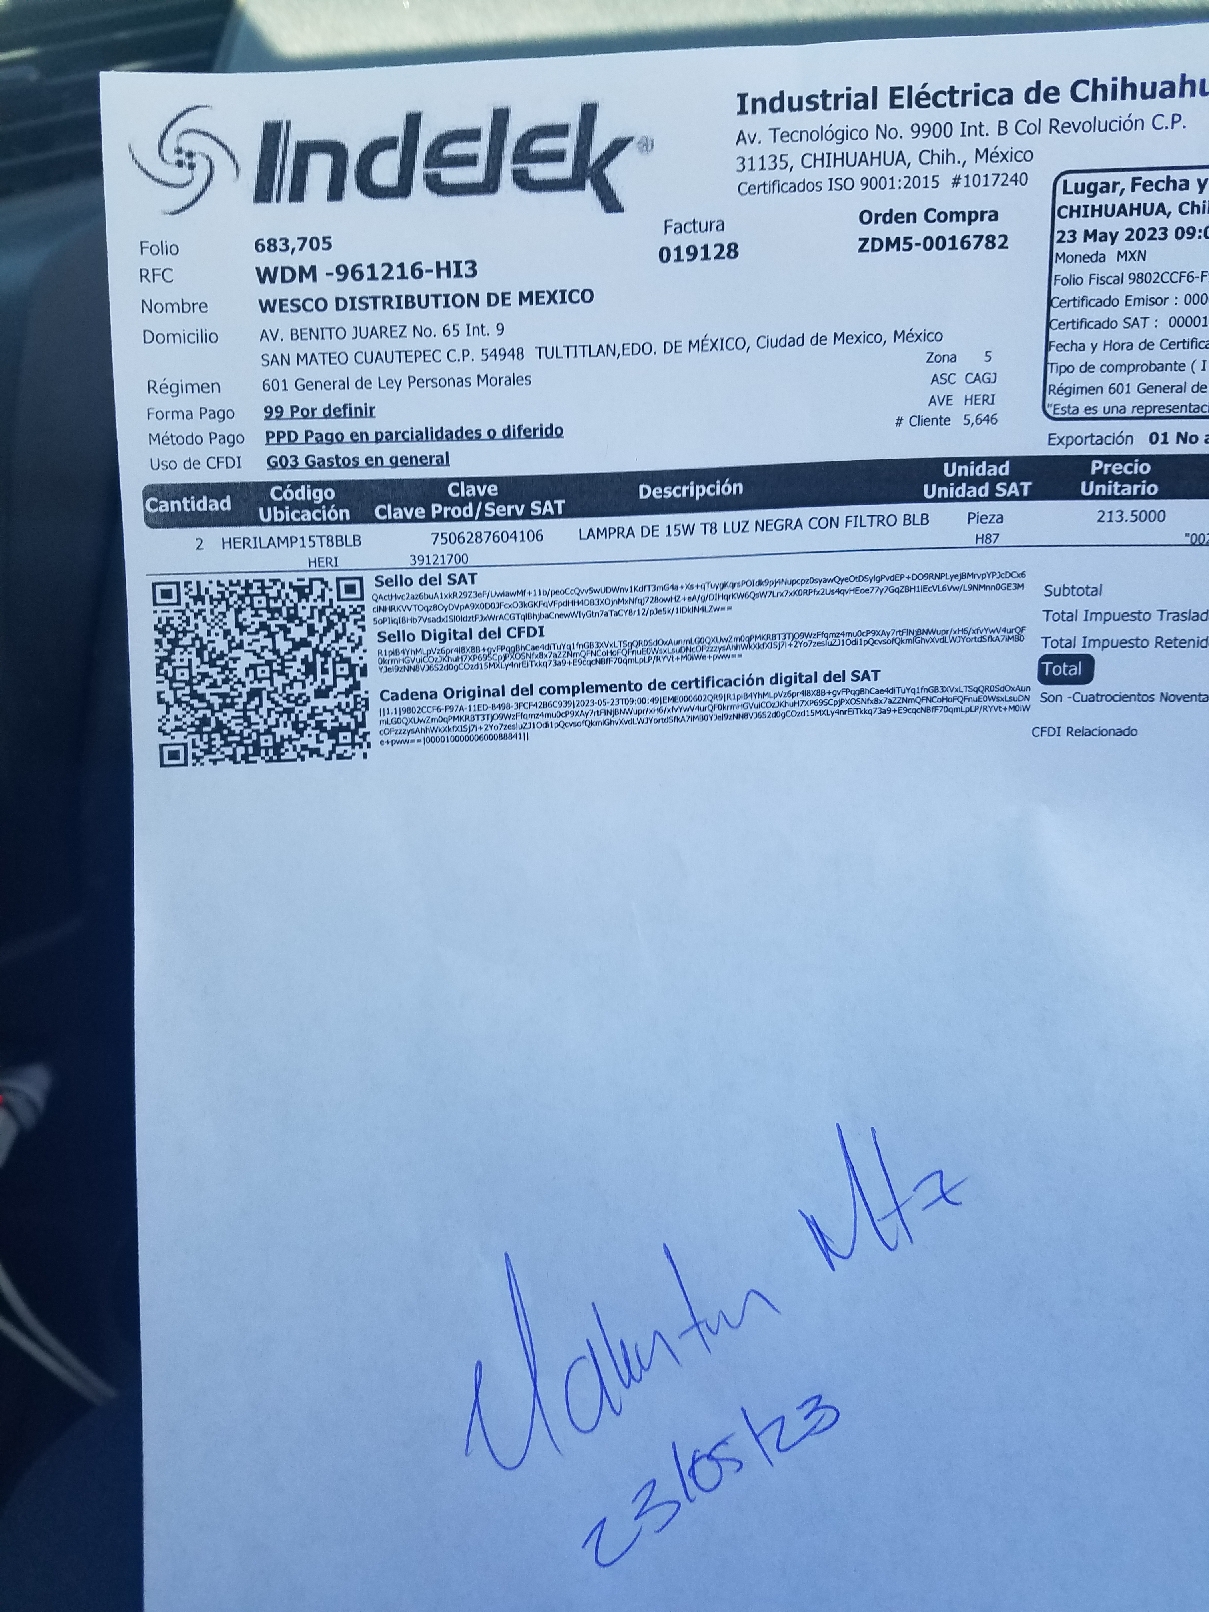 Indelek®
Industrial Eléctrica de Chihuahu
Av. Tecnológico No. 9900 Int. B Col Revolución C.P.
31135, CHIHUAHUA, Chih., México
Certificados ISO 9001:2015 #1017240
Lugar, Fecha y
CHIHUAHUA, Chi
23 May 2023 09:0
Moneda MXN
Folio Fiscal 9802CCF6-F
Certificado Emisor : 000
Certificado SAT : 00001
Fecha y Hora de Certifica
Tipo de comprobante ( I
Régimen 601 General de
"Esta es una representaci
Exportación 01 No a
Folio 683,705
Factura
019128
Orden Compra
ZDM5-0016782
RFC WDM -961216-HI3
Nombre WESCO DISTRIBUTION DE MEXICO
Domicilio AV. BENITO JUAREZ No. 65 Int. 9
SAN MATEO CUAUTEPEC C.P. 54948 TULTITLAN,EDO. DE MÉXICO, Ciudad de Mexico, México
Zona 5
Régimen 601 General de Ley Personas Morales
ASC CAGJ
Forma Pago 99 Por definir
AVE HERI
Método Pago PPD Pago en parcialidades o diferido
# Cliente 5,646
Uso de CFDI G03 Gastos en general
Cantidad Código Ubicación Clave Clave Prod/Serv SAT Descripción Unidad Unidad SAT Precio Unitario
2 HERILAMP15T8BLB 7506287604106 LAMPRA DE 15W T8 LUZ NEGRA CON FILTRO BLB Pieza 213.5000
HERI 39121700 H87 "002
Sello del SAT
Sello Digital del CFDI
Cadena Original del complemento de certificación digital del SAT
Subtotal
Total Impuesto Traslad
Total Impuesto Retenid
Total
Son -Cuatrocientos Noventa
CFDI Relacionado
23/05/23